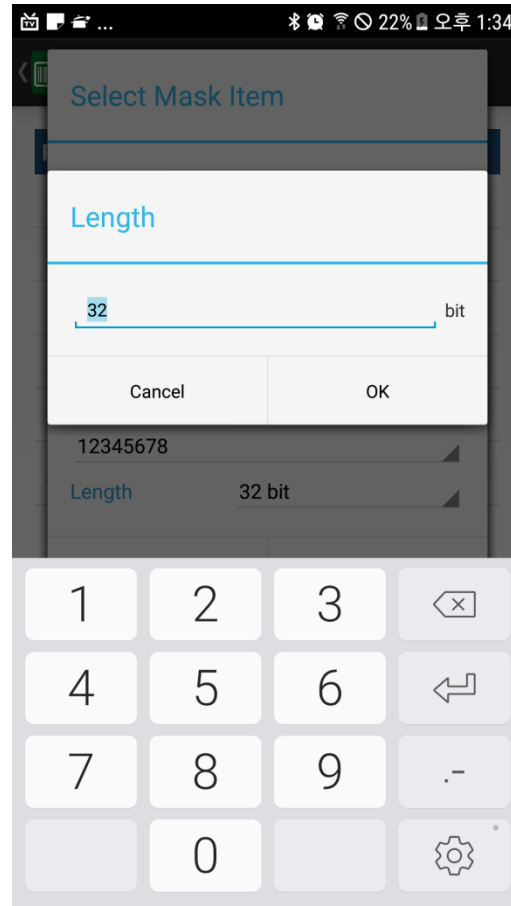 ... 22% 오후 1:34
Select Mask Item
Length
32 bit
Cancel OK
12345678
Length 32 bit
1 2 3
4 5 6
7 8 9 .-
0